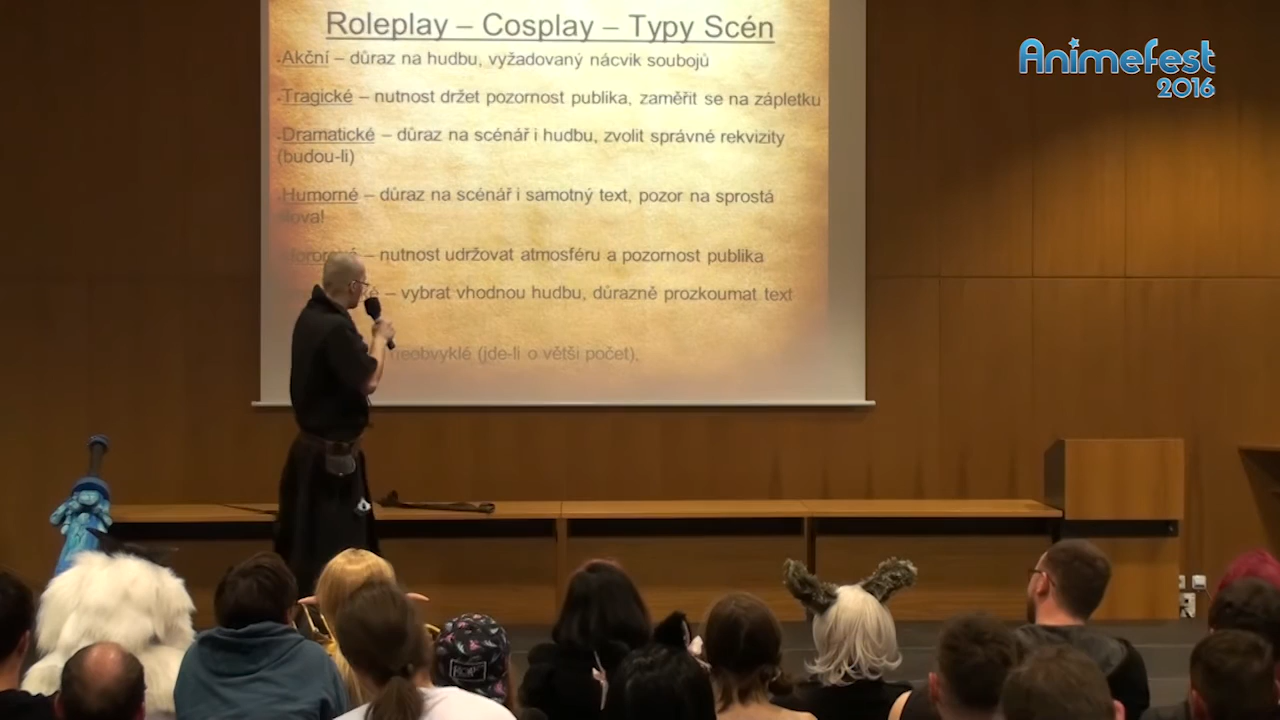 Roleplay – Cosplay – Typy Scén
Akční – důraz na hudbu, vyžadovaný nácvik soubojů
Tragické – nutnost držet pozornost publika, zaměřit se na zápletku
Dramatické – důraz na scénář i hudbu, zvolit správné rekvizity
(budou-li)
Humorné – důraz na scénář i samotný text, pozor na sprostá
slova!
– nutnost udržovat atmosféru a pozornost publika
– vybrat vhodnou hudbu, důrazně prozkoumat text
neobvyklé (jde-li o větši počet),
Animefest
2016